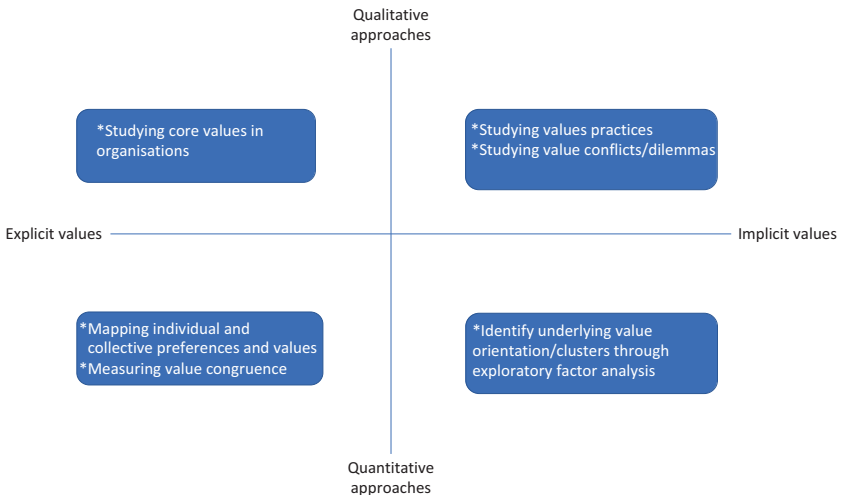 Qualitative
approaches
*Studying core values in
organisations
*Studying values practices
*Studying value conflicts/dilemmas
Explicit values
Implicit values
*Mapping individual and
collective preferences and values
*Measuring value congruence
*Identify underlying value
orientation/clusters through
exploratory factor analysis
Quantitative
approaches